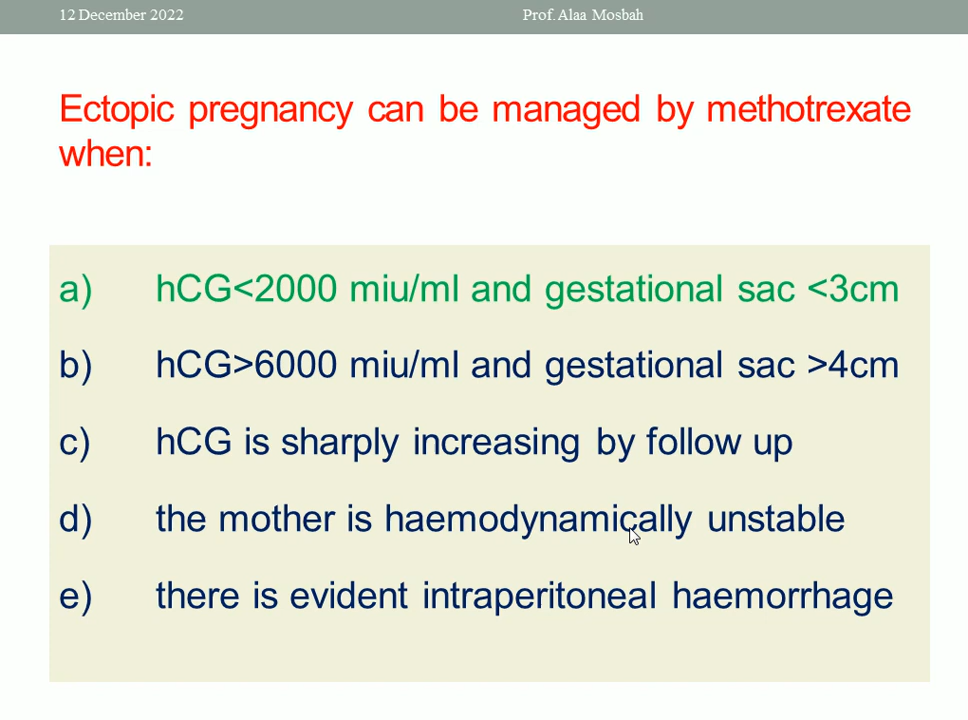 12 December 2022 Prof. Alaa Mosbah
Ectopic pregnancy can be managed by methotrexate
when:
a) hCG<2000 miu/ml and gestational sac <3cm
b) hCG>6000 miu/ml and gestational sac >4cm
c) hCG is sharply increasing by follow up
d) the mother is haemodynamically unstable
e) there is evident intraperitoneal haemorrhage